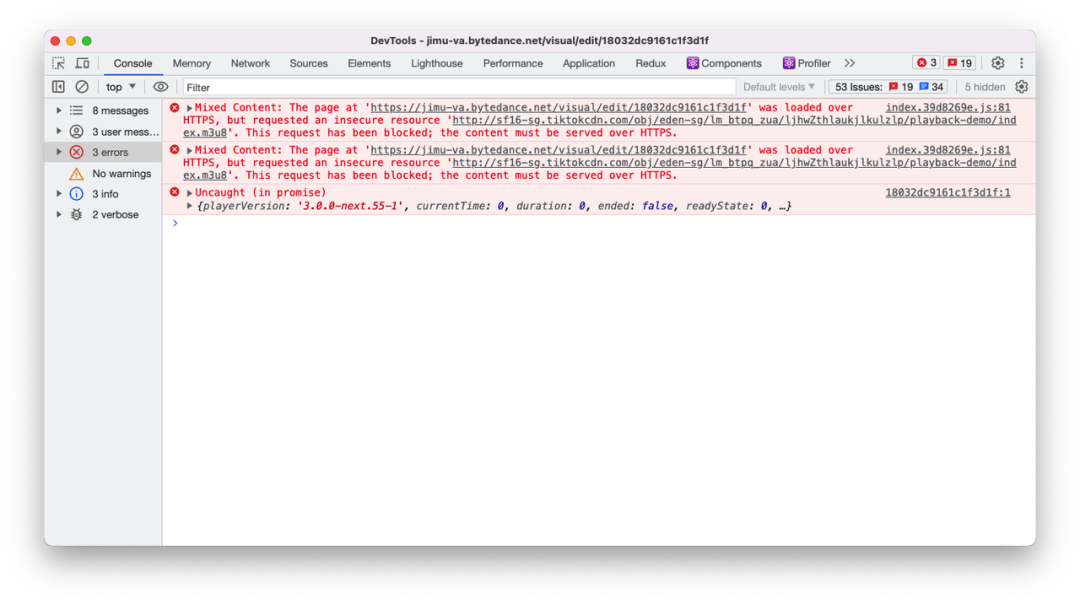 DevTools - jimu-va.bytedance.net/visual/edit/18032dc9161c1f3d1f
Console Memory Network Sources Elements Lighthouse Performance Application Redux Components Profiler 3 19
top Filter Default levels 53 Issues: 19 34 5 hidden
8 messages
3 user mess...
3 errors
No warnings
3 info
2 verbose
Mixed Content: The page at 'https://jimu-va.bytedance.net/visual/edit/18032dc9161c1f3d1f' was loaded over index.39d8269e.js:81
HTTPS, but requested an insecure resource 'http://sf16-sg.tiktokcdn.com/obj/eden-sg/lm_btpq_zua/ljhwZthlaukjlkulzlp/playback-demo/ind
ex.m3u8'. This request has been blocked; the content must be served over HTTPS.
Mixed Content: The page at 'https://jimu-va.bytedance.net/visual/edit/18032dc9161c1f3d1f' was loaded over index.39d8269e.js:81
HTTPS, but requested an insecure resource 'http://sf16-sg.tiktokcdn.com/obj/eden-sg/lm_btpq_zua/ljhwZthlaukjlkulzlp/playback-demo/ind
ex.m3u8'. This request has been blocked; the content must be served over HTTPS.
Uncaught (in promise) 18032dc9161c1f3d1f:1
{playerVersion: '3.0.0-next.55-1', currentTime: 0, duration: 0, ended: false, readyState: 0, …}